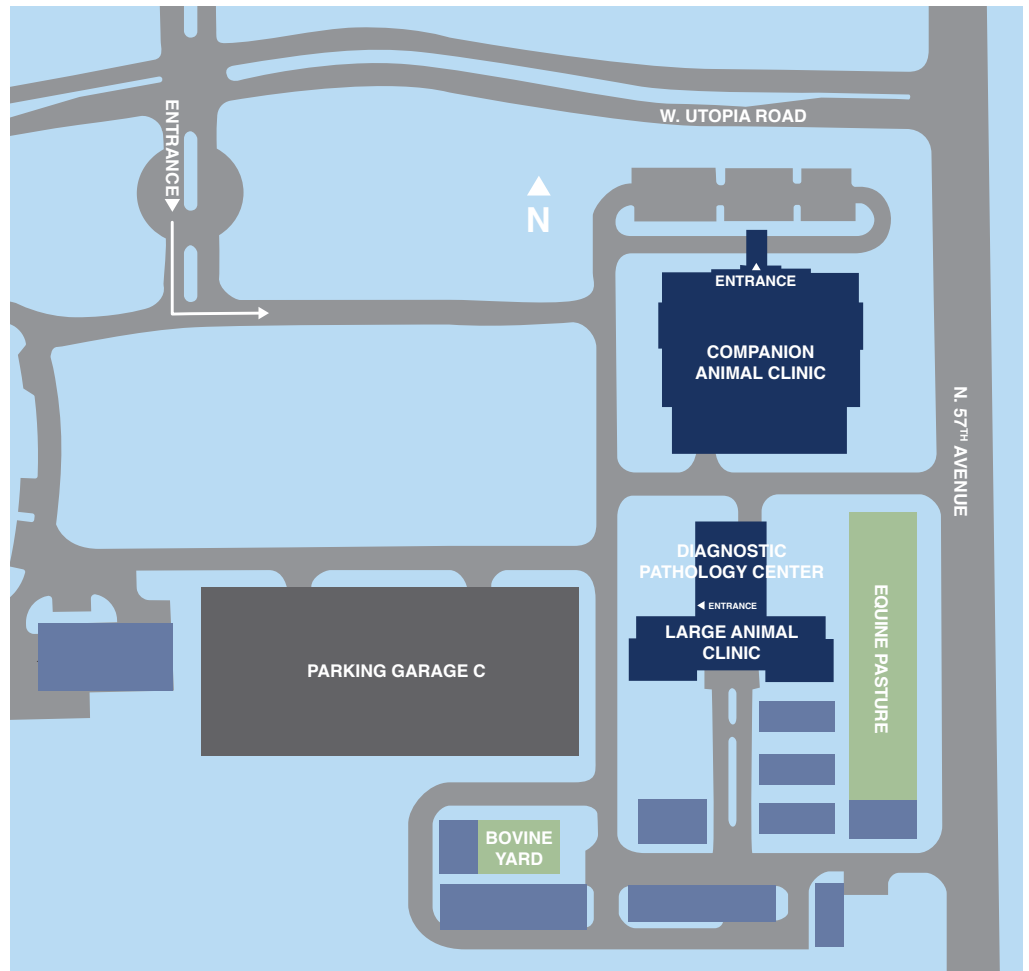 W. UTOPIA ROAD
ENTRANCE
N
ENTRANCE
COMPANION
ANIMAL CLINIC
N. 57TH AVENUE
DIAGNOSTIC
PATHOLOGY CENTER
ENTRANCE
LARGE ANIMAL
CLINIC
EQUINE PASTURE
PARKING GARAGE C
BOVINE
YARD